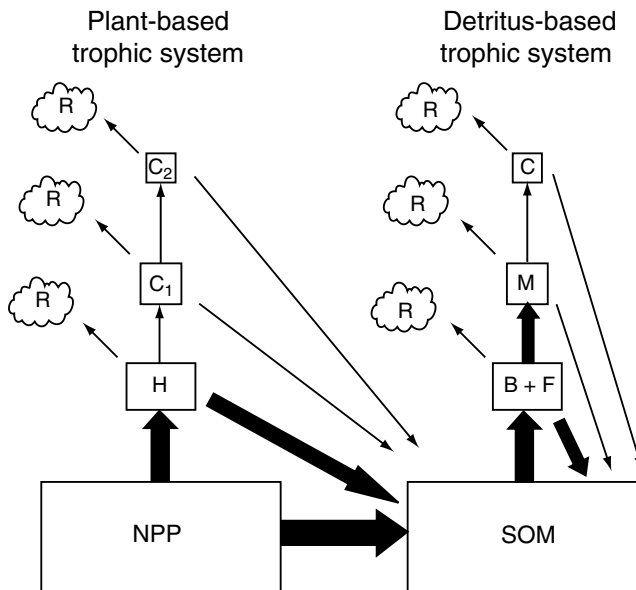 Plant-based
trophic system
Detritus-based
trophic system
R
C₂
R
C₁
R
H
NPP
R
C
R
M
R
B + F
SOM